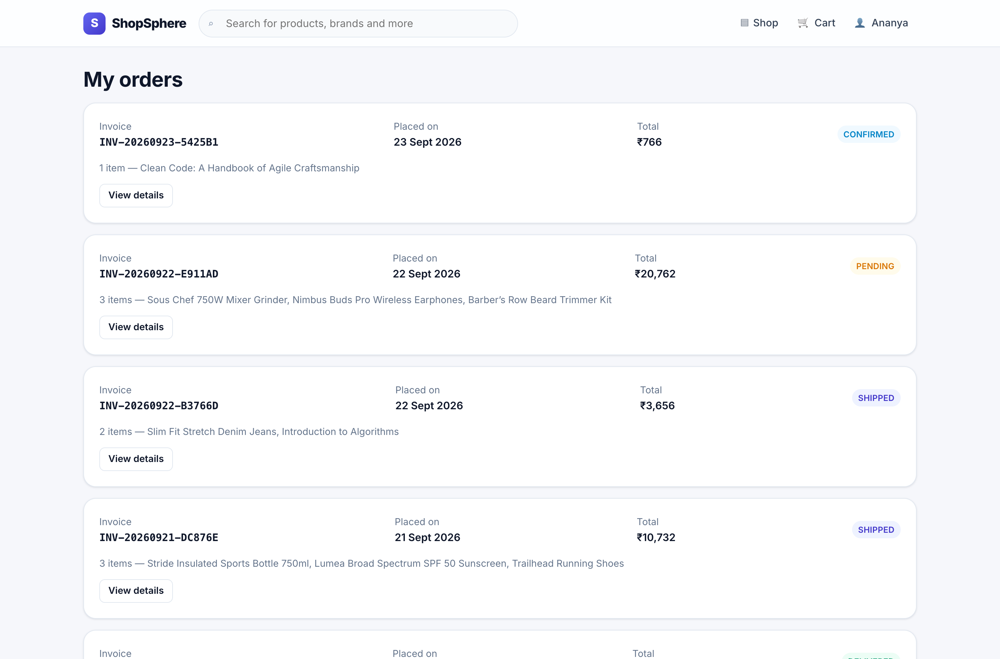 S ShopSphere Search for products, brands and more Shop Cart Ananya
My orders
Invoice Placed on Total CONFIRMED
INV-20260923-5425B1 23 Sept 2026 ₹766
1 item — Clean Code: A Handbook of Agile Craftsmanship
View details
Invoice Placed on Total PENDING
INV-20260922-E911AD 22 Sept 2026 ₹20,762
3 items — Sous Chef 750W Mixer Grinder, Nimbus Buds Pro Wireless Earphones, Barber’s Row Beard Trimmer Kit
View details
Invoice Placed on Total SHIPPED
INV-20260922-B3766D 22 Sept 2026 ₹3,656
2 items — Slim Fit Stretch Denim Jeans, Introduction to Algorithms
View details
Invoice Placed on Total SHIPPED
INV-20260921-DC876E 21 Sept 2026 ₹10,732
3 items — Stride Insulated Sports Bottle 750ml, Lumea Broad Spectrum SPF 50 Sunscreen, Trailhead Running Shoes
View details
Invoice Placed on Total